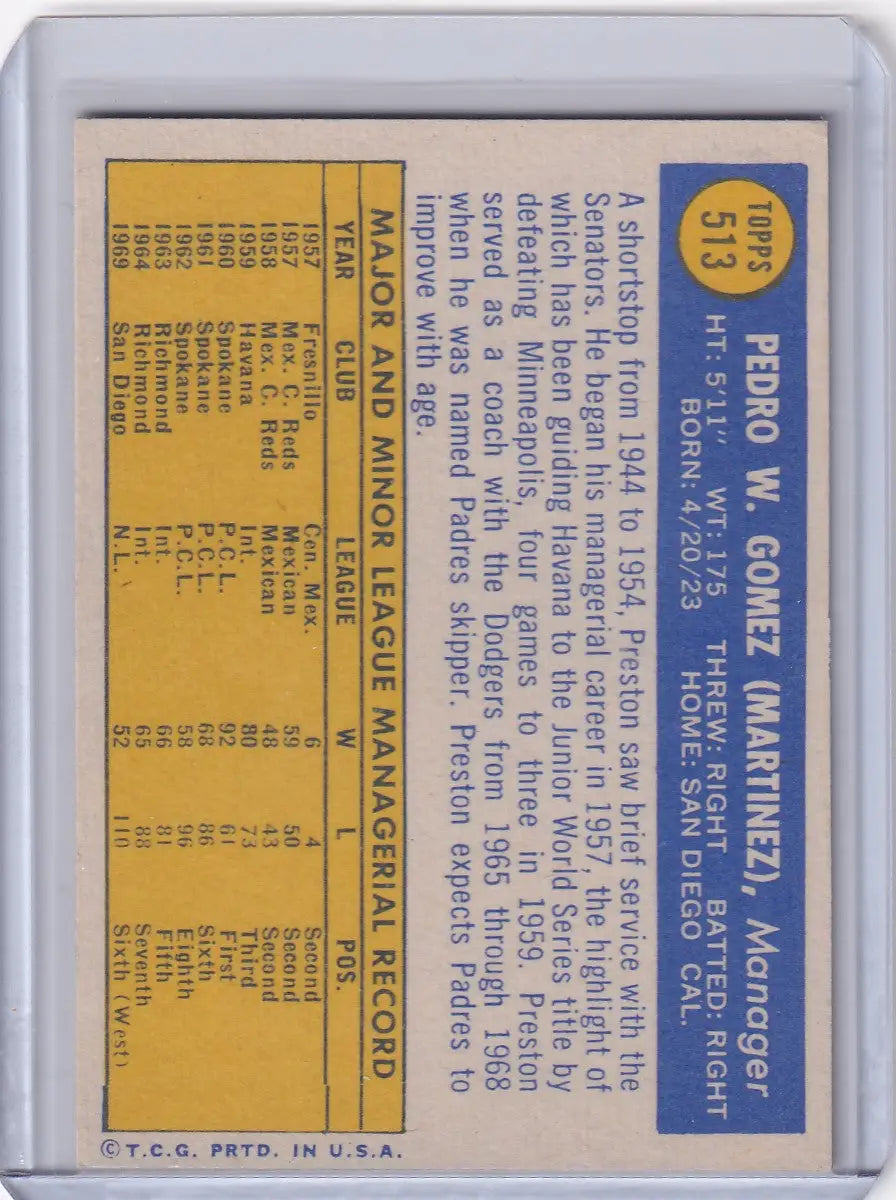 TOPPS
513
PEDRO W. GOMEZ (MARTINEZ), Manager
HT: 5'11" WT: 175 THREW: RIGHT BATTED: RIGHT
BORN: 4/20/23 HOME: SAN DIEGO CAL.
A shortstop from 1944 to 1954, Preston saw brief service with the
Senators. He began his managerial career in 1957, the highlight of
which has been guiding Havana to the Junior World Series title by
defeating Minneapolis, four games to three in 1959. Preston
served as a coach with the Dodgers from 1965 through 1968
when he was named Padres skipper. Preston expects Padres to
improve with age.
MAJOR AND MINOR LEAGUE MANAGERIAL RECORD
YEAR CLUB LEAGUE W L POS.
1957 Fresnillo Cen. Mex. 6 4 Second
1957 Mex. C. Reds Mexican 59 50 Second
1958 Mex. C. Reds Mexican 48 43 Second
1959 Havana Int. 80 73 Third
1960 Spokane P.C.L. 92 61 First
1961 Spokane P.C.L. 68 86 Sixth
1962 Spokane P.C.L. 58 96 Eighth
1963 Richmond Int. 66 81 Fifth
1964 Richmond Int. 65 88 Seventh
1969 San Diego N.L. 52 110 Sixth (West)
© T.C.G. PRTD. IN U.S.A.